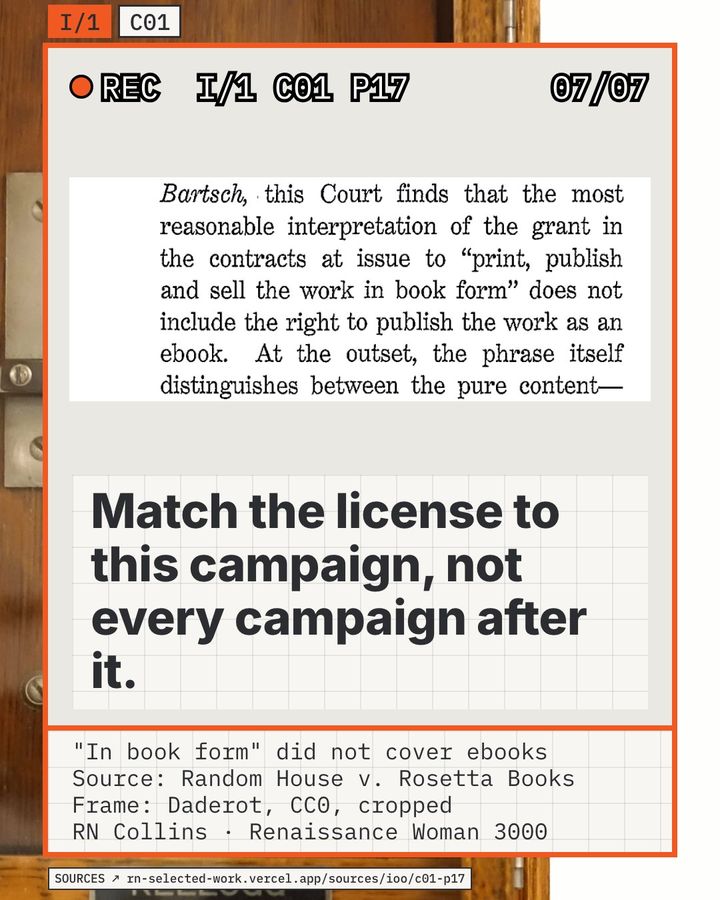 I/1 C01
REC I/1 C01 P17 07/07
Bartsch, this Court finds that the most
reasonable interpretation of the grant in
the contracts at issue to “print, publish
and sell the work in book form” does not
include the right to publish the work as an
ebook. At the outset, the phrase itself
distinguishes between the pure content—
Match the license to
this campaign, not
every campaign after
it.
"In book form" did not cover ebooks
Source: Random House v. Rosetta Books
Frame: Daderot, CC0, cropped
RN Collins · Renaissance Woman 3000
SOURCES ↗ rn-selected-work.vercel.app/sources/ioo/c01-p17